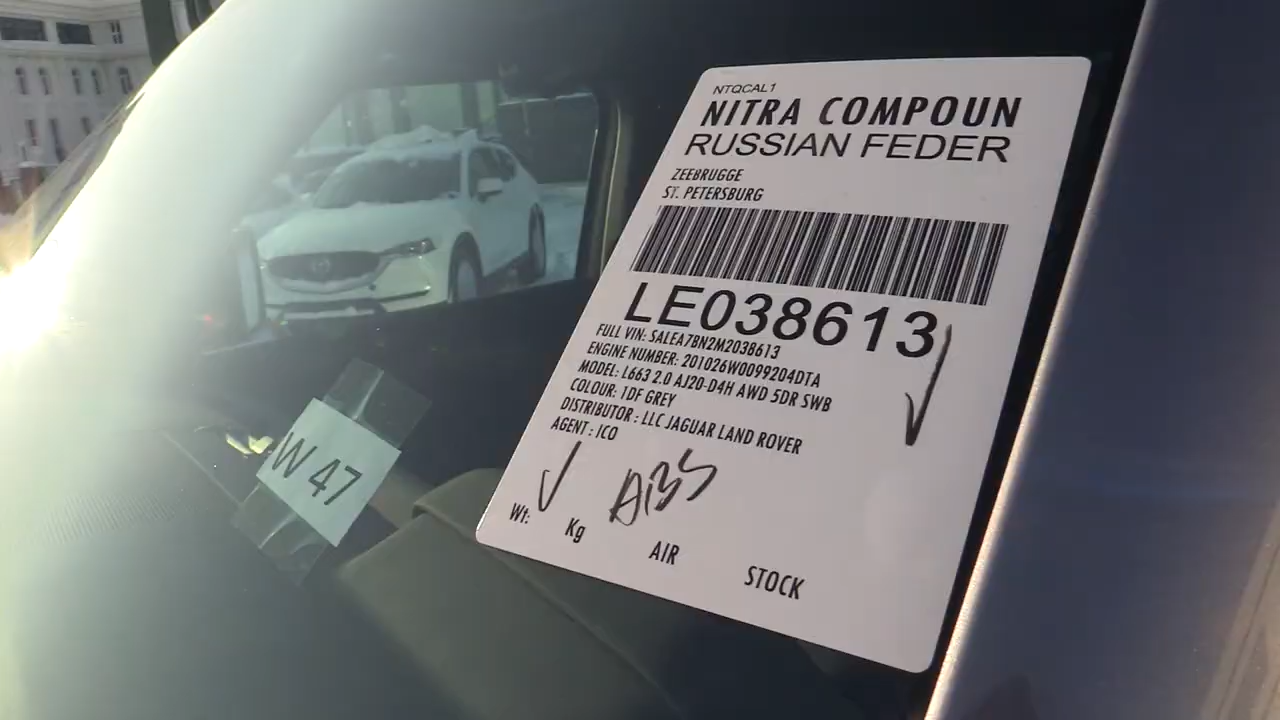 NTQCAL1
NITRA COMPOUN
RUSSIAN FEDER
ZEEBRUGGE
ST. PETERSBURG
LE038613
FULL VIN: SALEA7BN2M2038613
ENGINE NUMBER: 201026W0099204DTA
MODEL: L663 2.0 AJ20-D4H AWD 5DR SWB
COLOUR: 1DF GREY
DISTRIBUTOR : LLC JAGUAR LAND ROVER
AGENT : ICO
Wt: Kg AIR STOCK
W 47